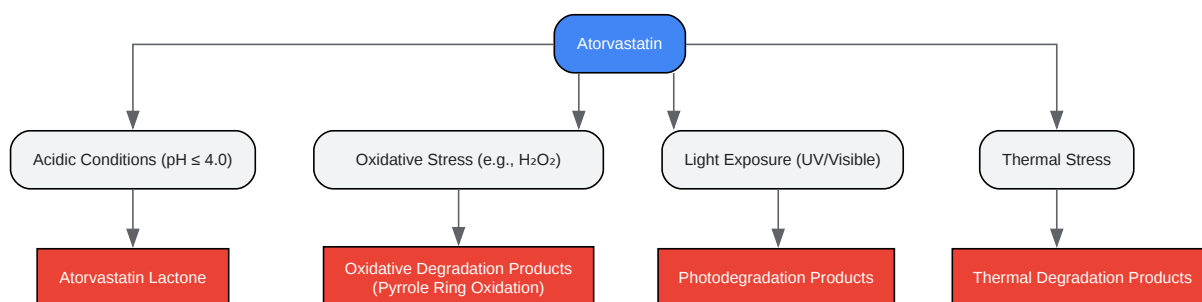 Atorvastatin
Acidic Conditions (pH ≤ 4.0)
Oxidative Stress (e.g., H₂O₂)
Light Exposure (UV/Visible)
Thermal Stress
Atorvastatin Lactone
Oxidative Degradation Products
(Pyrrole Ring Oxidation)
Photodegradation Products
Thermal Degradation Products